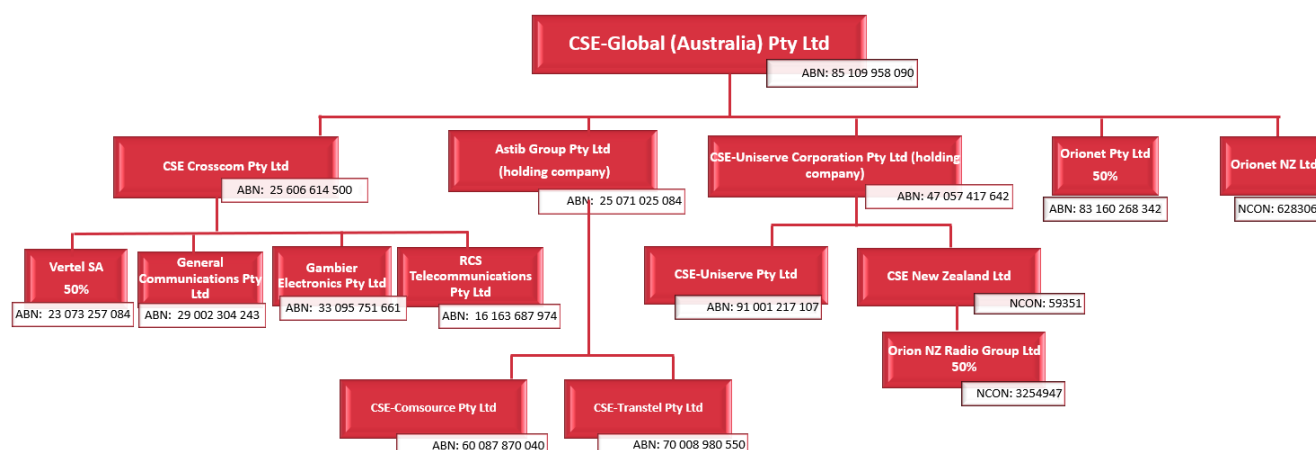 CSE-Global (Australia) Pty Ltd
ABN: 85 109 958 090
CSE Crosscom Pty Ltd
ABN: 25 606 614 500
Astib Group Pty Ltd
(holding company)
ABN: 25 071 025 084
CSE-Uniserve Corporation Pty Ltd (holding
company)
ABN: 47 057 417 642
Orionet Pty Ltd
50%
ABN: 83 160 268 342
Orionet NZ Ltd
NCON: 628306
Vertel SA
50%
ABN: 23 073 257 084
General
Communications Pty
Ltd
ABN: 29 002 304 243
Gambier
Electronics Pty Ltd
ABN: 33 095 751 661
RCS
Telecommunications
Pty Ltd
ABN: 16 163 687 974
CSE-Uniserve Pty Ltd
ABN: 91 001 217 107
CSE New Zealand Ltd
NCON: 59351
Orion NZ Radio Group Ltd
50%
NCON: 3254947
CSE-Comsource Pty Ltd
ABN: 60 087 870 040
CSE-Transtel Pty Ltd
ABN: 70 008 980 550